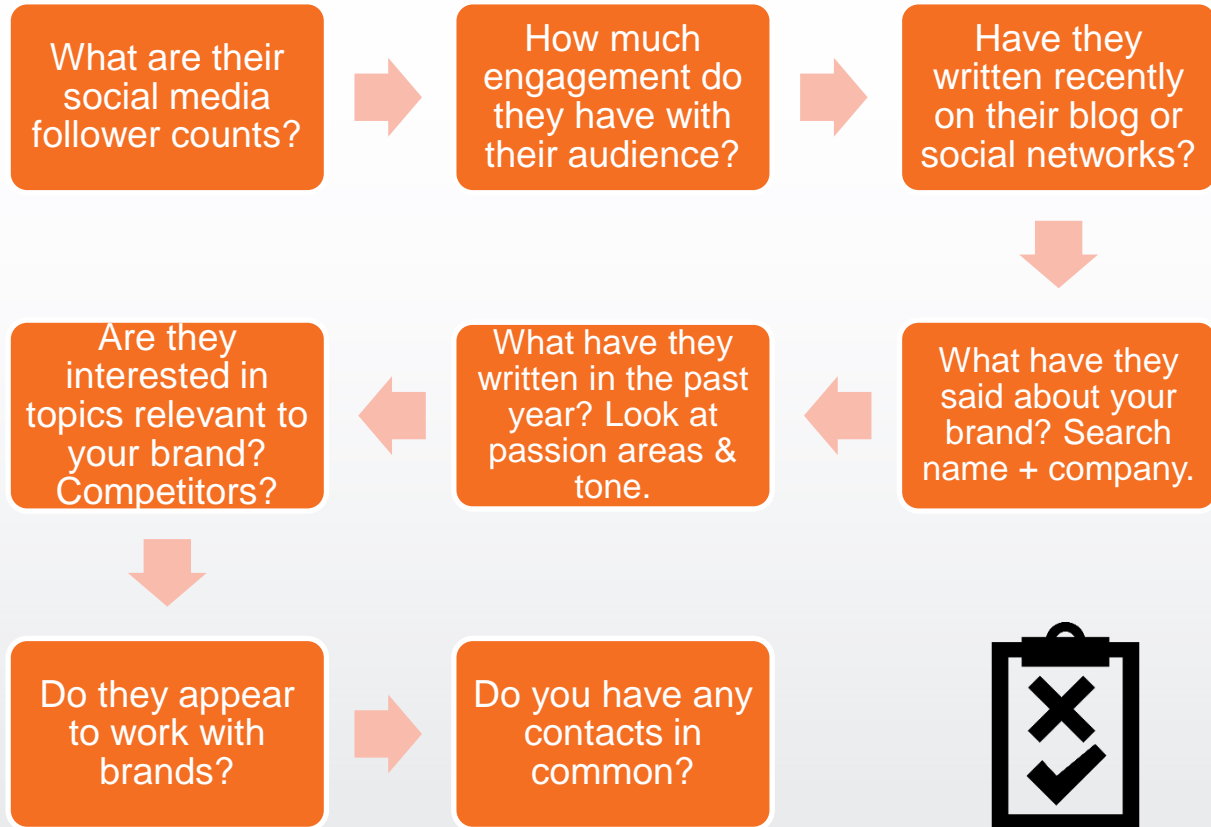 What are their
social media
follower counts?
How much
engagement do
they have with
their audience?
Have they
written recently
on their blog or
social networks?
What have they
said about your
brand? Search
name + company.
What have they
written in the past
year? Look at
passion areas &
tone.
Are they
interested in
topics relevant to
your brand?
Competitors?
Do they appear
to work with
brands?
Do you have any
contacts in
common?